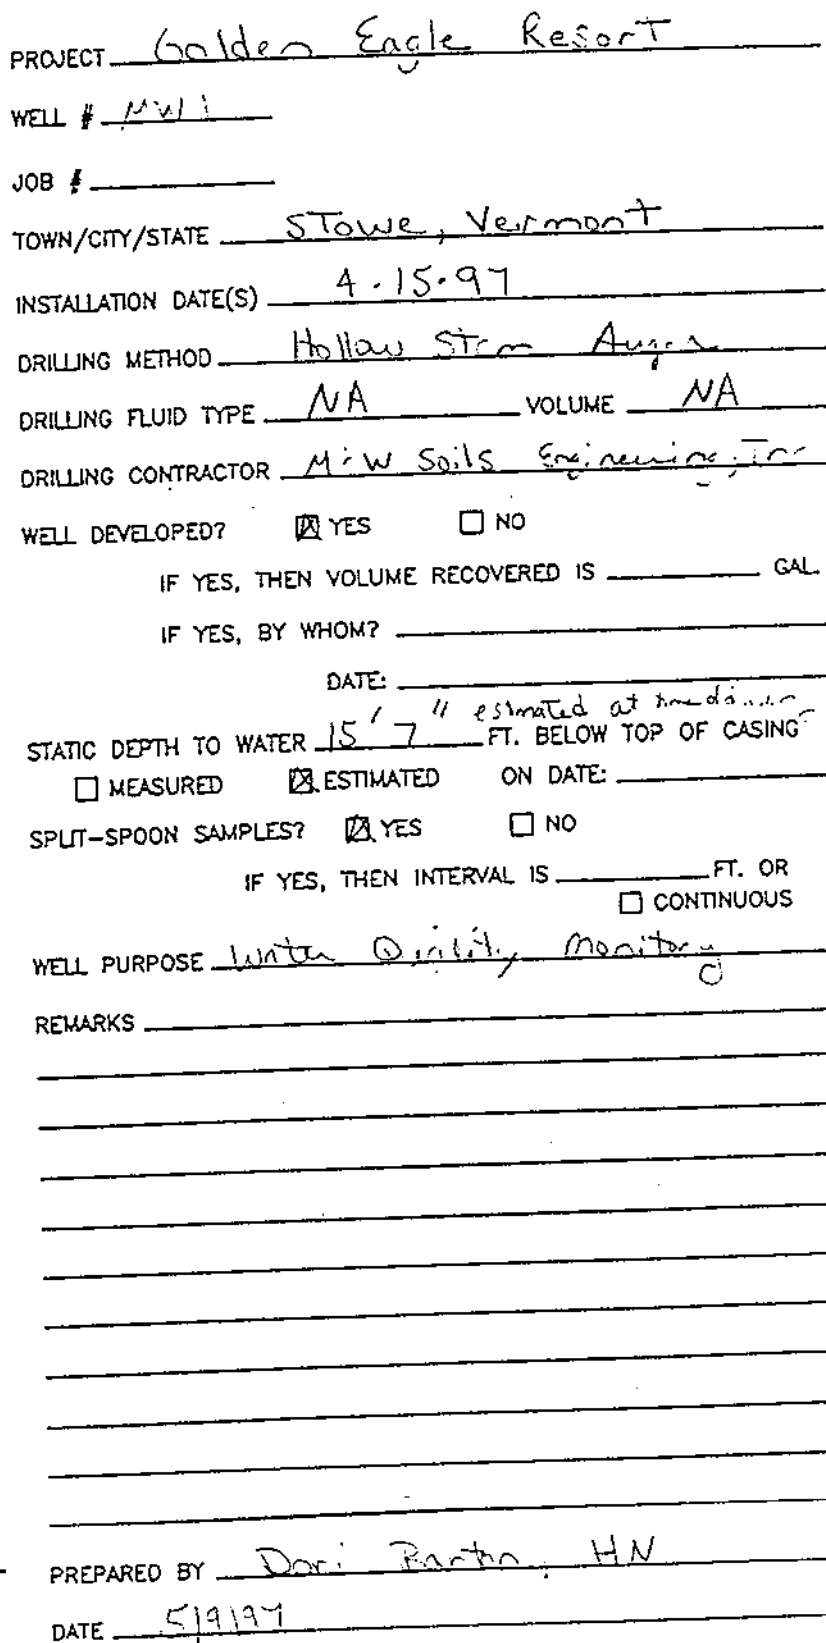 PROJECT Golden Eagle Resort
WELL # MW1
JOB #
TOWN/CITY/STATE Stowe, Vermont
INSTALLATION DATE(S) 4.15.97
DRILLING METHOD Hollow Stem Auger
DRILLING FLUID TYPE NA VOLUME NA
DRILLING CONTRACTOR M&W Soils Engineering, Inc
WELL DEVELOPED? ☒ YES ☐ NO
IF YES, THEN VOLUME RECOVERED IS GAL.
IF YES, BY WHOM?
DATE:
estimated at time
STATIC DEPTH TO WATER 15' 7" FT. BELOW TOP OF CASING
☐ MEASURED ☒ ESTIMATED ON DATE:
SPLIT-SPOON SAMPLES? ☒ YES ☐ NO
IF YES, THEN INTERVAL IS FT. OR
☐ CONTINUOUS
WELL PURPOSE Water Quality Monitoring
REMARKS
PREPARED BY Dori Barton, HN
DATE 5/9/97